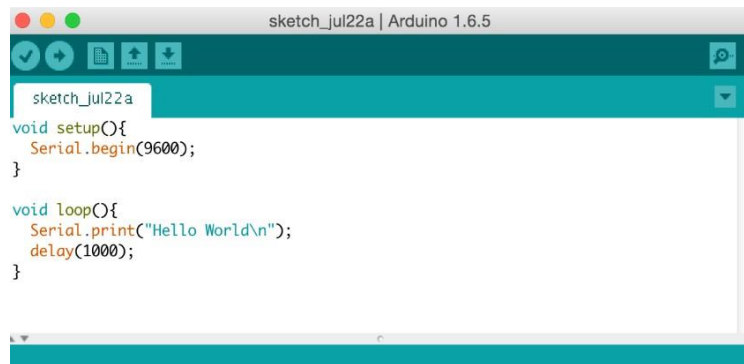 sketch_jul22a | Arduino 1.6.5
sketch_jul22a
void setup(){
  Serial.begin(9600);
}

void loop(){
  Serial.print("Hello World\n");
  delay(1000);
}